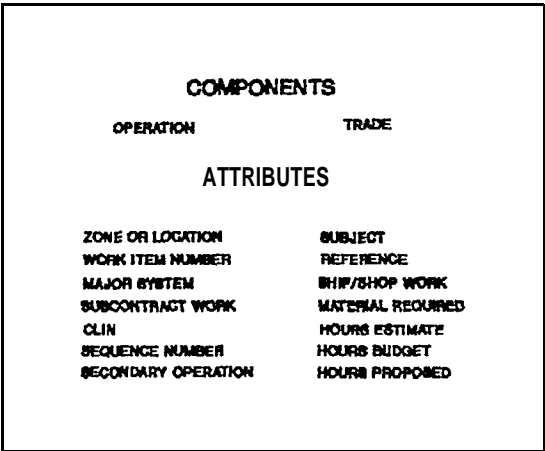 COMPONENTS
OPERATION TRADE
ATTRIBUTES
ZONE OR LOCATION SUBJECT
WORK ITEM NUMBER REFERENCE
MAJOR SYSTEM SHIP/SHOP WORK
SUBCONTRACT WORK MATERIAL REQUIRED
CLIN HOURS ESTIMATE
SEQUENCE NUMBER HOURS BUDGET
SECONDARY OPERATION HOURS PROPOSED